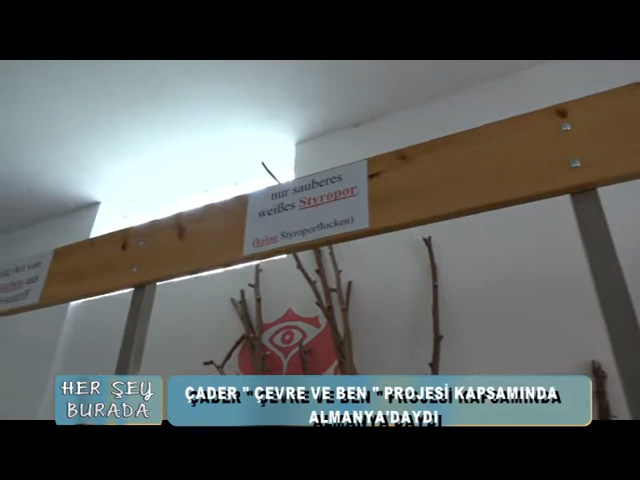 nur sauberes
weißes Styropor
(keine Styroporflocken)
HER ŞEY
BURADA
ÇADER " ÇEVRE VE BEN " PROJESİ KAPSAMINDA
ALMANYA'DAYDI